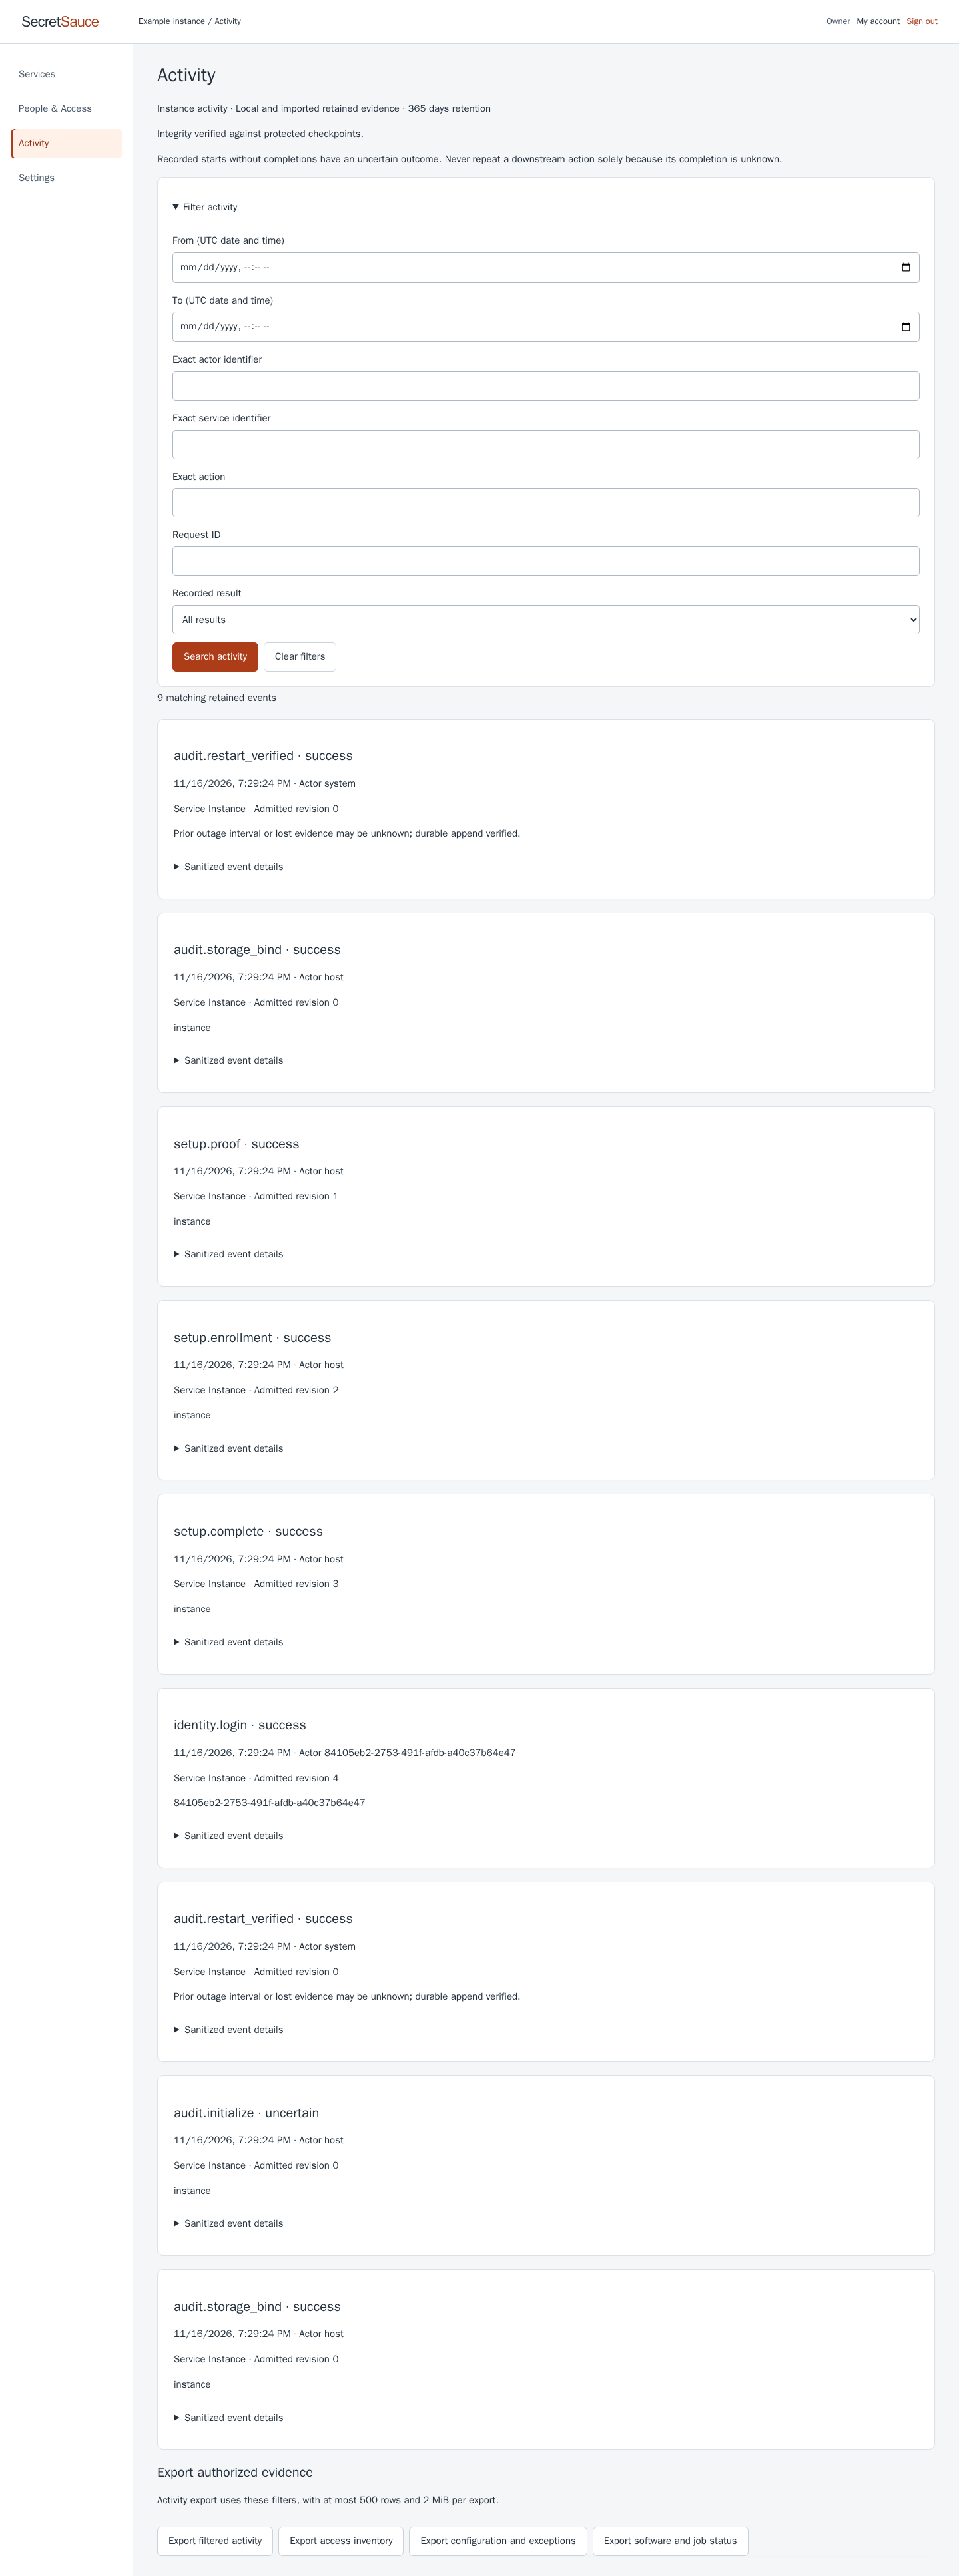 SecretSauce
Example instance / Activity
Owner My account Sign out
Services
People & Access
Activity
Settings
Activity
Instance activity · Local and imported retained evidence · 365 days retention
Integrity verified against protected checkpoints.
Recorded starts without completions have an uncertain outcome. Never repeat a downstream action solely because its completion is unknown.
Filter activity
From (UTC date and time)
mm/dd/yyyy, --:-- --
To (UTC date and time)
mm/dd/yyyy, --:-- --
Exact actor identifier
Exact service identifier
Exact action
Request ID
Recorded result
All results
Search activity Clear filters
9 matching retained events
audit.restart_verified · success
11/16/2026, 7:29:24 PM · Actor system
Service Instance · Admitted revision 0
Prior outage interval or lost evidence may be unknown; durable append verified.
Sanitized event details
audit.storage_bind · success
11/16/2026, 7:29:24 PM · Actor host
Service Instance · Admitted revision 0
instance
Sanitized event details
setup.proof · success
11/16/2026, 7:29:24 PM · Actor host
Service Instance · Admitted revision 1
instance
Sanitized event details
setup.enrollment · success
11/16/2026, 7:29:24 PM · Actor host
Service Instance · Admitted revision 2
instance
Sanitized event details
setup.complete · success
11/16/2026, 7:29:24 PM · Actor host
Service Instance · Admitted revision 3
instance
Sanitized event details
identity.login · success
11/16/2026, 7:29:24 PM · Actor 84105eb2-2753-491f-afdb-a40c37b64e47
Service Instance · Admitted revision 4
84105eb2-2753-491f-afdb-a40c37b64e47
Sanitized event details
audit.restart_verified · success
11/16/2026, 7:29:24 PM · Actor system
Service Instance · Admitted revision 0
Prior outage interval or lost evidence may be unknown; durable append verified.
Sanitized event details
audit.initialize · uncertain
11/16/2026, 7:29:24 PM · Actor host
Service Instance · Admitted revision 0
instance
Sanitized event details
audit.storage_bind · success
11/16/2026, 7:29:24 PM · Actor host
Service Instance · Admitted revision 0
instance
Sanitized event details
Export authorized evidence
Activity export uses these filters, with at most 500 rows and 2 MiB per export.
Export filtered activity Export access inventory Export configuration and exceptions Export software and job status